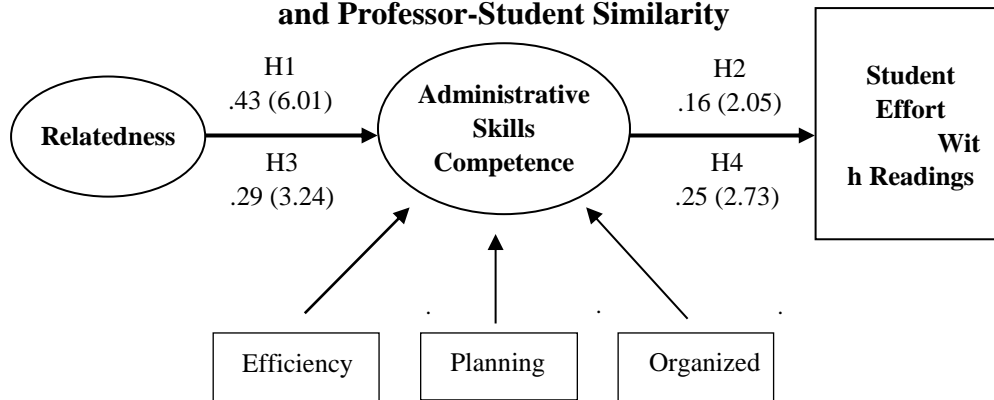 and Professor-Student Similarity
H1
.43 (6.01)
Relatedness
H3
.29 (3.24)
Administrative
Skills
Competence
H2
.16 (2.05)
H4
.25 (2.73)
Student
Effort
Wit
h Readings
Efficiency
Planning
Organized